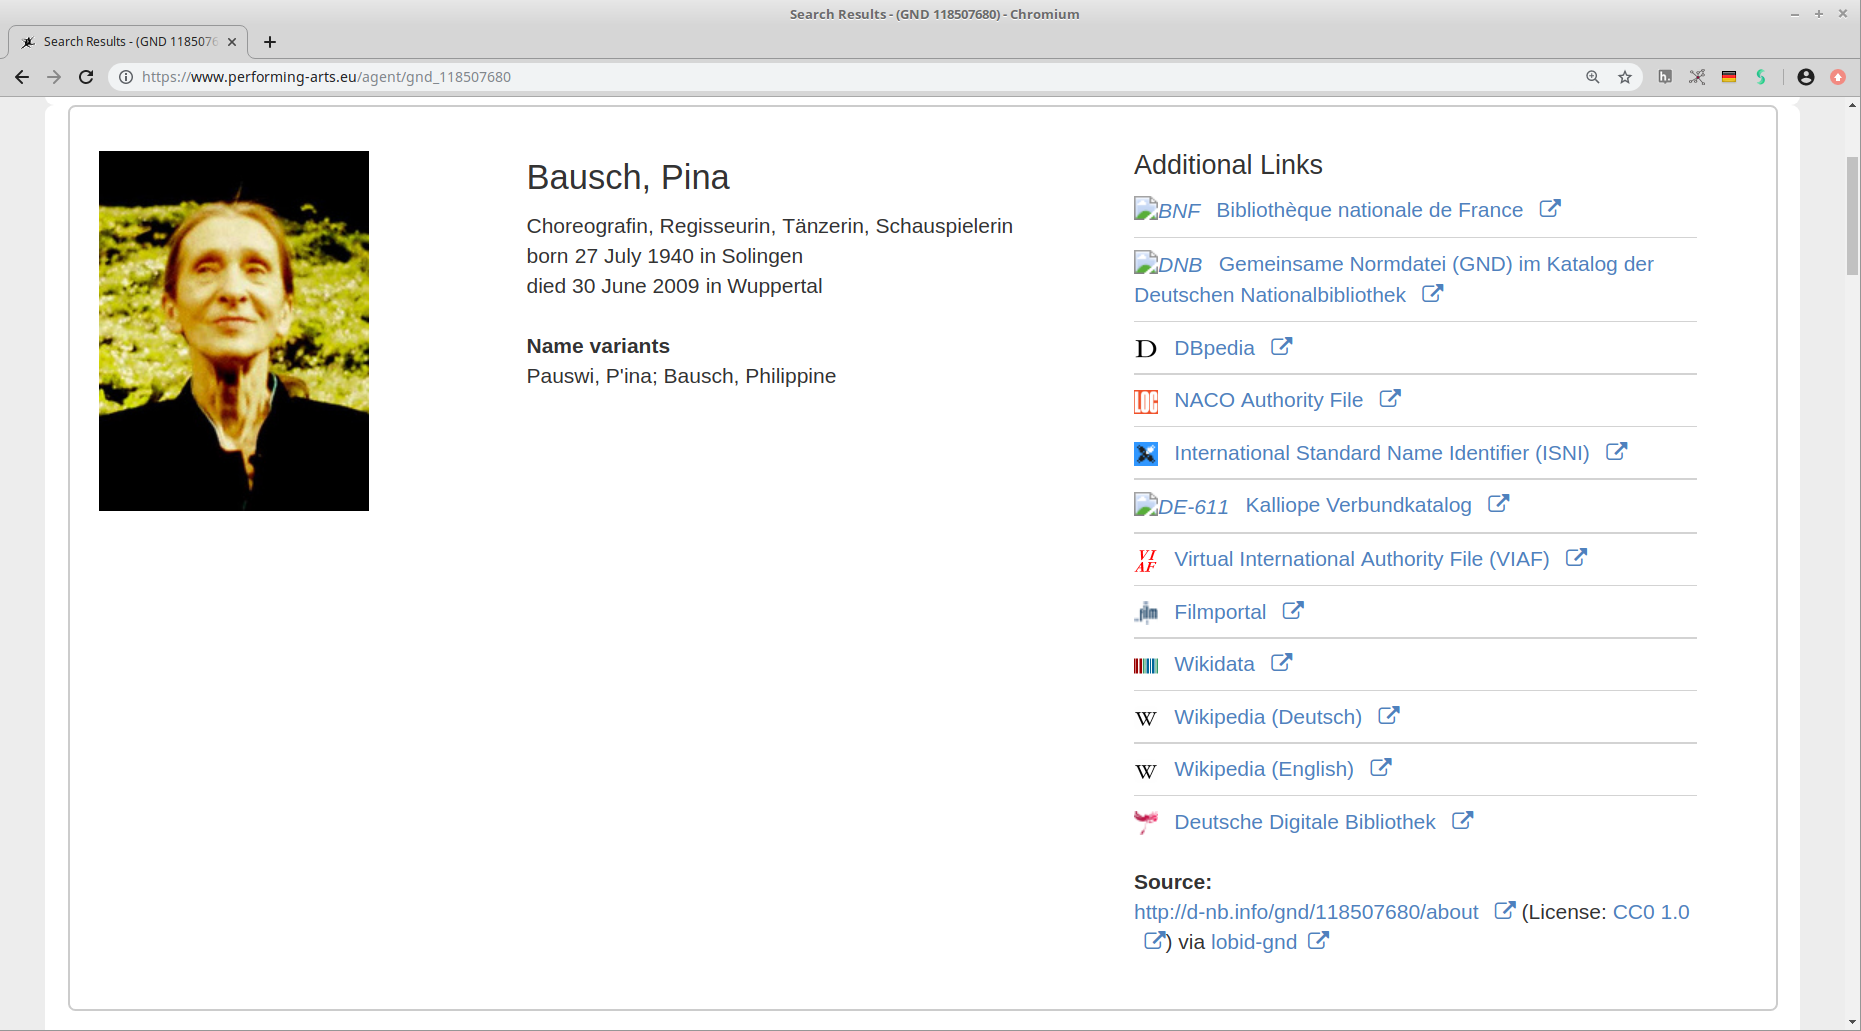 Search Results - (GND 118507680) - Chromium
Search Results - (GND 1185076
https://www.performing-arts.eu/agent/gnd_118507680
Bausch, Pina
Choreografin, Regisseurin, Tänzerin, Schauspielerin
born 27 July 1940 in Solingen
died 30 June 2009 in Wuppertal
Name variants
Pauswi, P'ina; Bausch, Philippine
Additional Links
BNF Bibliothèque nationale de France
DNB Gemeinsame Normdatei (GND) im Katalog der
Deutschen Nationalbibliothek
D DBpedia
LOC NACO Authority File
International Standard Name Identifier (ISNI)
DE-611 Kalliope Verbundkatalog
VI
AF Virtual International Authority File (VIAF)
Filmportal
Wikidata
W Wikipedia (Deutsch)
W Wikipedia (English)
Deutsche Digitale Bibliothek
Source:
http://d-nb.info/gnd/118507680/about (License: CC0 1.0
) via lobid-gnd